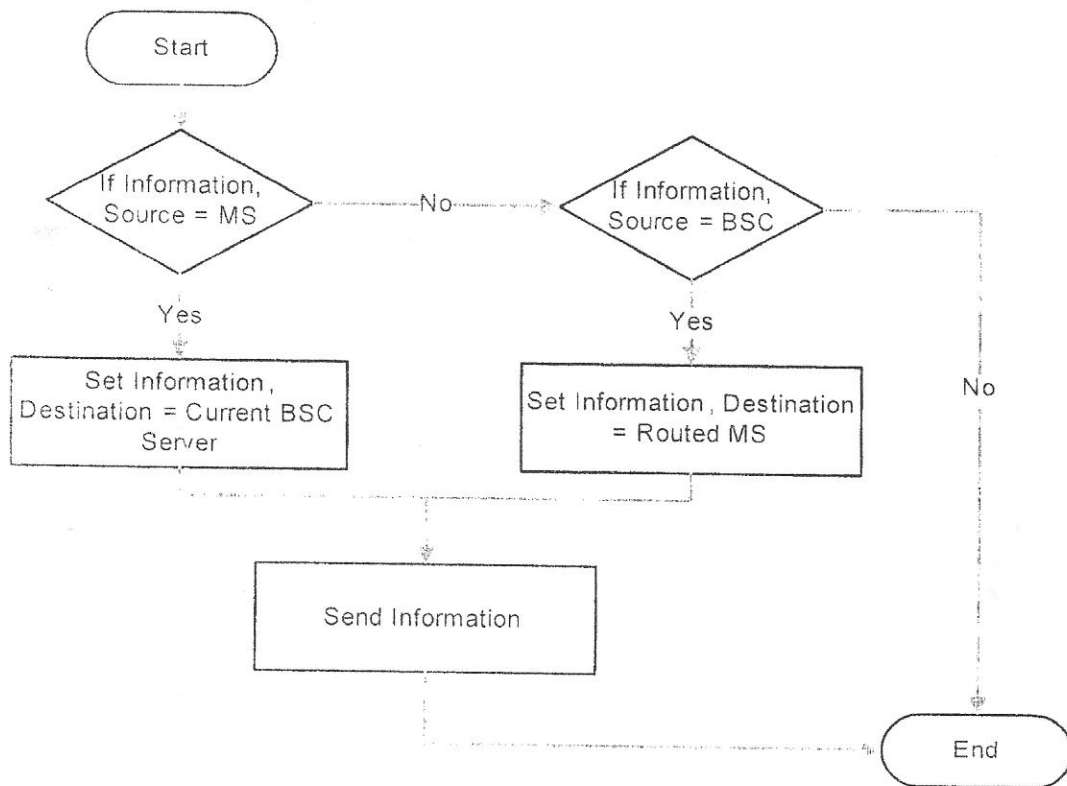 Start
If Information,
Source = MS
No
If Information,
Source = BSC
Yes
Yes
No
Set Information,
Destination = Current BSC
Server
Set Information, Destination
= Routed MS
Send Information
End